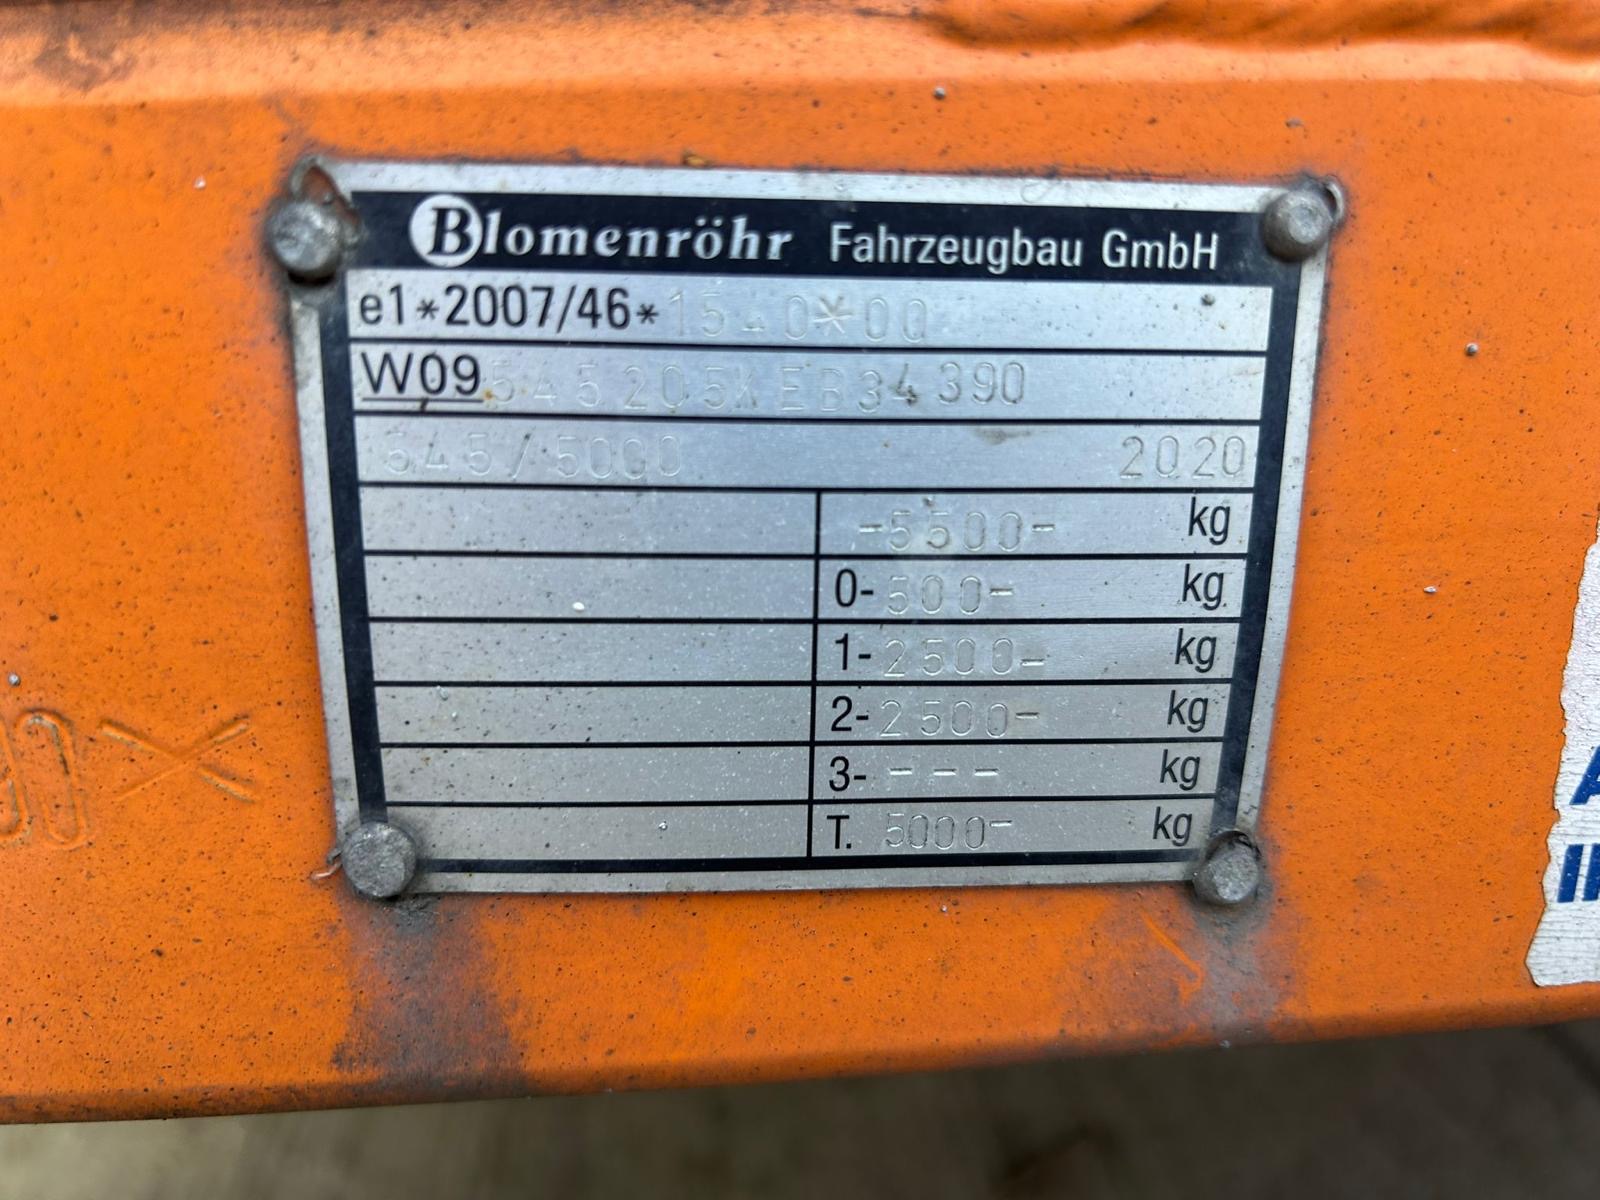 Blomenröhr Fahrzeugbau GmbH
e1*2007/46*1540*00
W09545205KEB34390
545/5000 2020
-5500- kg
0-500- kg
1-2500- kg
2-2500- kg
3---- kg
T. 5000- kg